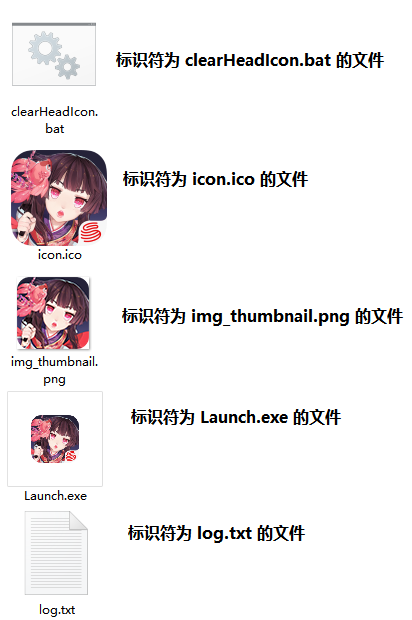 标识符为 clearHeadIcon.bat 的文件
clearHeadIcon.
bat
标识符为 icon.ico 的文件
icon.ico
标识符为 img_thumbnail.png 的文件
img_thumbnail.
png
标识符为 Launch.exe 的文件
Launch.exe
标识符为 log.txt 的文件
log.txt